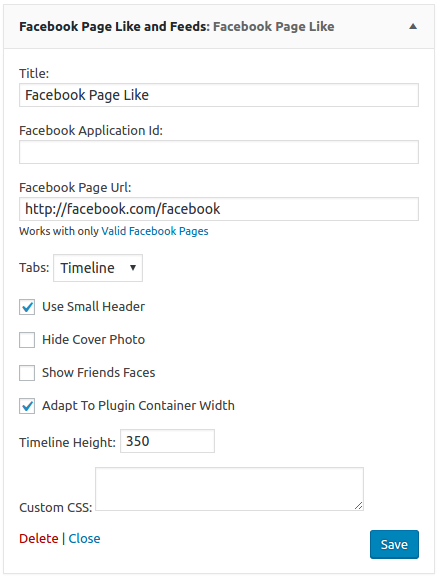 Facebook Page Like and Feeds: Facebook Page Like
Title:
Facebook Page Like
Facebook Application Id:
Facebook Page Url:
http://facebook.com/facebook
Works with only Valid Facebook Pages
Tabs: Timeline
Use Small Header
Hide Cover Photo
Show Friends Faces
Adapt To Plugin Container Width
Timeline Height: 350
Custom CSS:
Delete | Close
Save